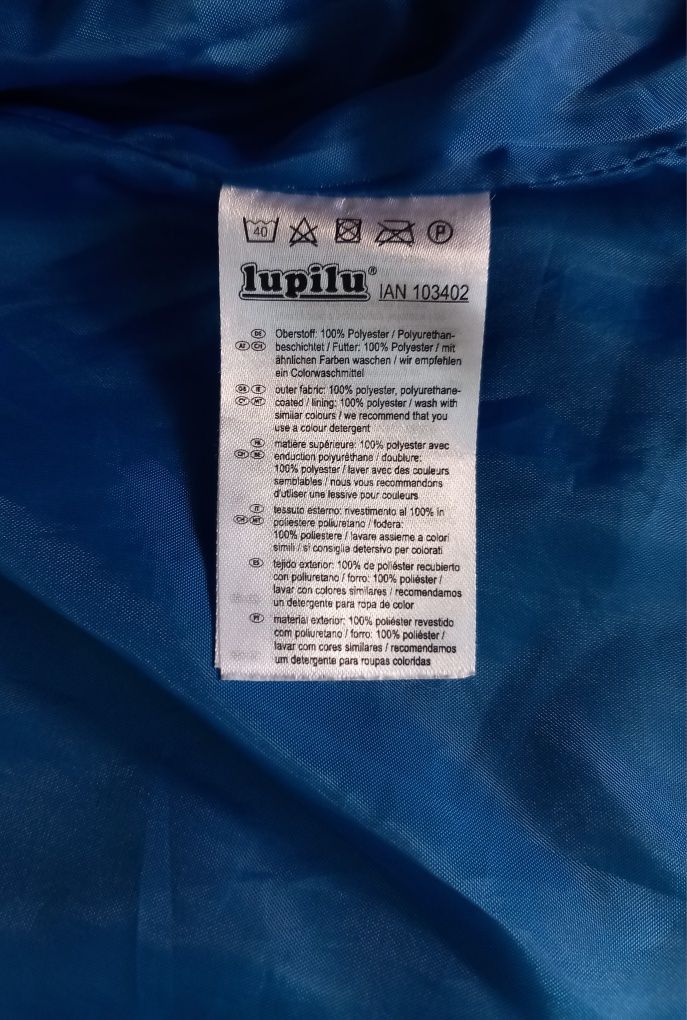 40 P
lupilu® IAN 103402
DE Oberstoff: 100% Polyester / Polyurethan-
AT CH beschichtet / Futter: 100% Polyester / mit
ähnlichen Farben waschen / wir empfehlen
ein Colorwaschmittel
GB IE outer fabric: 100% polyester, polyurethane-
CY MT coated / lining: 100% polyester / wash with
similar colours / we recommend that you
use a colour detergent
FR matière supérieure: 100% polyester avec
CH BE enduction polyuréthane / doublure:
100% polyester / laver avec des couleurs
semblables / nous vous recommandons
d'utiliser une lessive pour couleurs
IT tessuto esterno: rivestimento al 100% in
CH MT poliestere poliuretano / fodera:
100% poliestere / lavare assieme a colori
simili / si consiglia detersivo per colorati
ES tejido exterior: 100% de poliéster recubierto
con poliuretano / forro: 100% poliéster /
lavar con colores similares / recomendamos
un detergente para ropa de color
PT material exterior: 100% poliéster revestido
com poliuretano / forro: 100% poliéster /
lavar com cores similares / recomendamos
um detergente para roupas coloridas